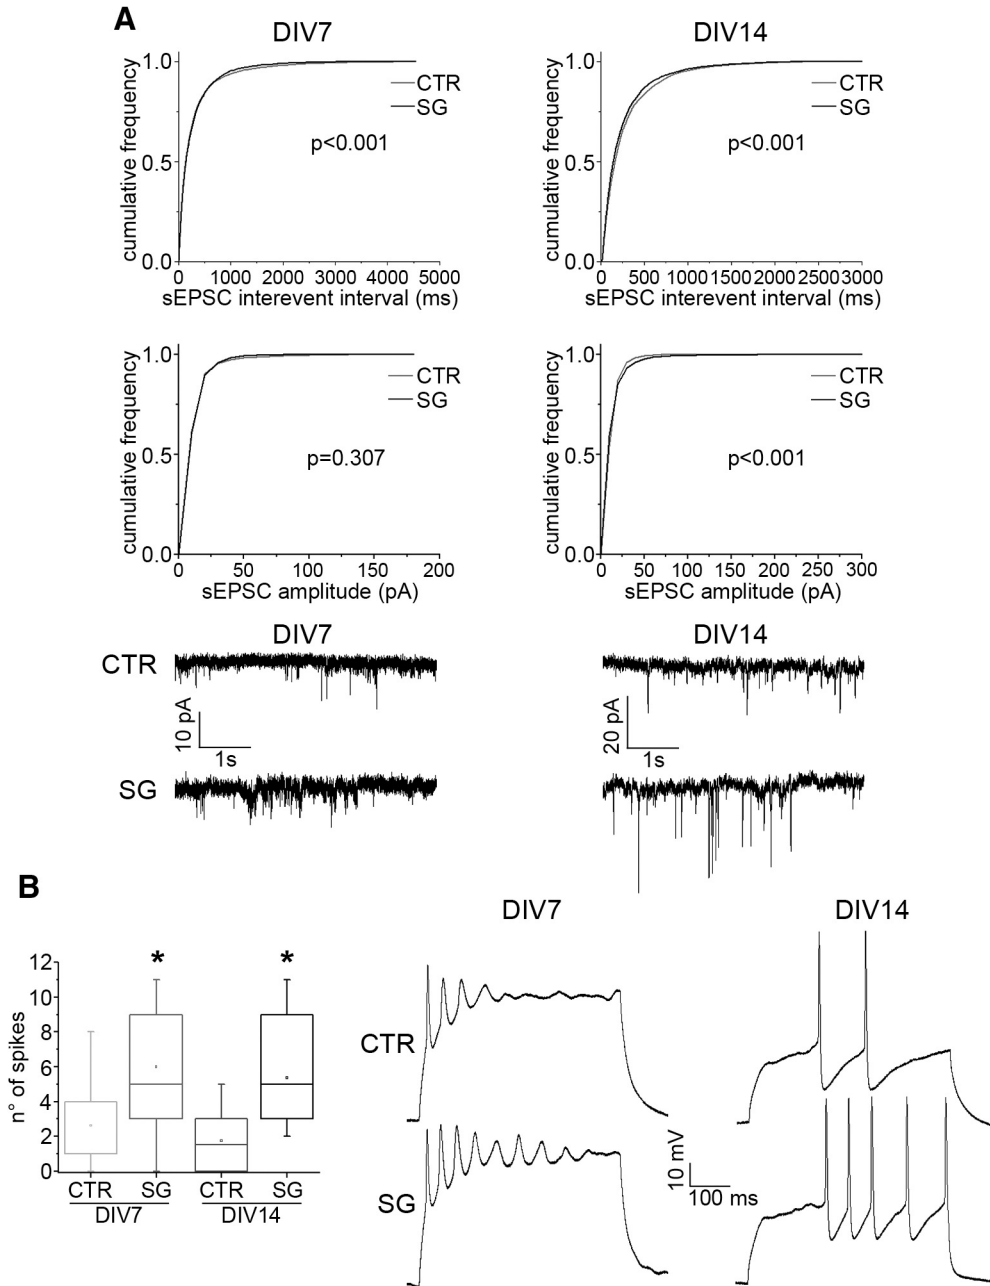 A
DIV7
DIV14
cumulative frequency
1.0
0.5
0.0
CTR
SG
p<0.001
0 1000 2000 3000 4000 5000
sEPSC interevent interval (ms)
cumulative frequency
1.0
0.5
0.0
CTR
SG
p<0.001
0 500 1000 1500 2000 2500 3000
sEPSC interevent interval (ms)
cumulative frequency
1.0
0.5
0.0
CTR
SG
p=0.307
0 50 100 150 200
sEPSC amplitude (pA)
cumulative frequency
1.0
0.5
0.0
CTR
SG
p<0.001
0 50 100 150 200 250 300
sEPSC amplitude (pA)
DIV7
DIV14
CTR
10 pA
1s
20 pA
1s
SG
B
n° of spikes
12
10
8
6
4
2
0
*
*
CTR SG CTR SG
DIV7 DIV14
DIV7
DIV14
CTR
SG
10 mV
100 ms